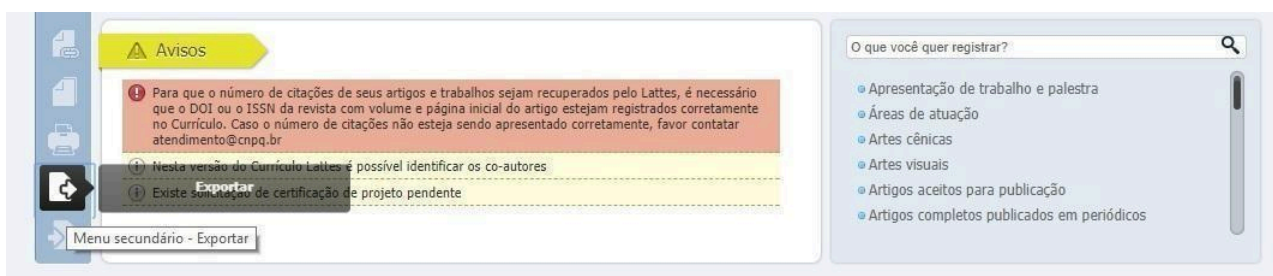 Avisos
Para que o número de citações de seus artigos e trabalhos sejam recuperados pelo Lattes, é necessário
que o DOI ou o ISSN da revista com volume e página inicial do artigo estejam registrados corretamente
no Currículo. Caso o número de citações não esteja sendo apresentado corretamente, favor contatar
atendimento@cnpq.br
Nesta versão do Currículo Lattes é possível identificar os co-autores
Existe solicitação de certificação de projeto pendente
Exportar
Menu secundário - Exportar
O que você quer registrar?
Apresentação de trabalho e palestra
Áreas de atuação
Artes cênicas
Artes visuais
Artigos aceitos para publicação
Artigos completos publicados em periódicos